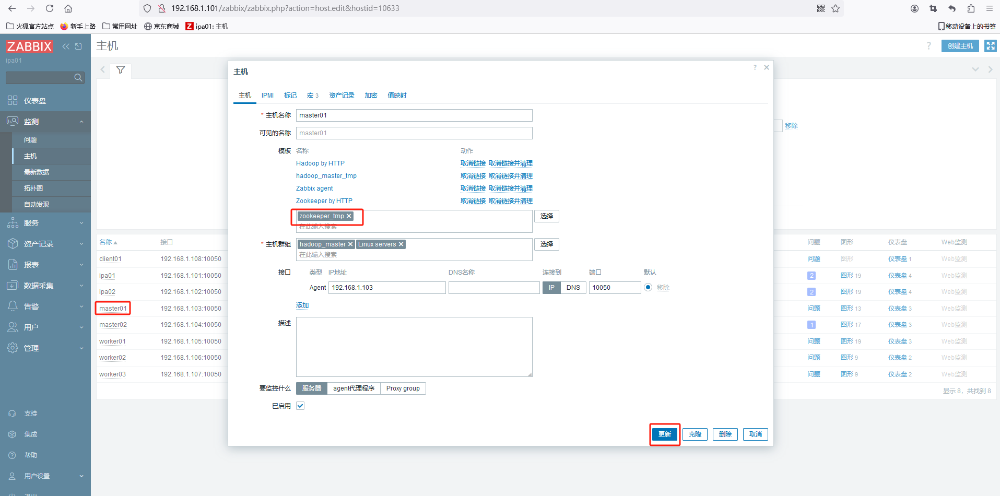 192.168.1.101/zabbix/zabbix.php?action=host.edit&hostid=10633
火狐官方站点 新手上路 常用网址 京东商城 Z ipa01: 主机 移动设备上的书签
ZABBIX
ipa01
仪表盘
监测
问题
主机
最新数据
拓扑图
自动发现
服务
资产记录
报表
数据采集
告警
用户
管理
支持
集成
帮助
用户设置
主机 ? 创建主机
移除
名称 接口 问题 图形 仪表盘 Web监测
client01 192.168.1.108:10050 问题 图形 仪表盘 1 Web监测
ipa01 192.168.1.101:10050 2 图形 19 仪表盘 4 Web监测
ipa02 192.168.1.102:10050 2 图形 19 仪表盘 4 Web监测
master01 192.168.1.103:10050 问题 图形 13 仪表盘 3 Web监测
master02 192.168.1.104:10050 1 图形 17 仪表盘 3 Web监测
worker01 192.168.1.105:10050 问题 图形 19 仪表盘 3 Web监测
worker02 192.168.1.106:10050 问题 图形 9 仪表盘 2 Web监测
worker03 192.168.1.107:10050 问题 图形 9 仪表盘 2 Web监测
显示 8，共找到 8
主机 ?
主机 IPMI 标记 宏 3 资产记录 加密 值映射
* 主机名称 master01
可见的名称 master01
模板 名称 动作
Hadoop by HTTP 取消链接 取消链接并清理
hadoop_master_tmp 取消链接 取消链接并清理
Zabbix agent 取消链接 取消链接并清理
Zookeeper by HTTP 取消链接 取消链接并清理
zookeeper_tmp 选择
在此输入搜索
* 主机群组 hadoop_master Linux servers 选择
在此输入搜索
接口 类型 IP地址 DNS名称 连接到 端口 默认
Agent 192.168.1.103 IP DNS 10050 移除
添加
描述
要监控什么 服务器 agent代理程序 Proxy group
已启用
更新 克隆 删除 取消